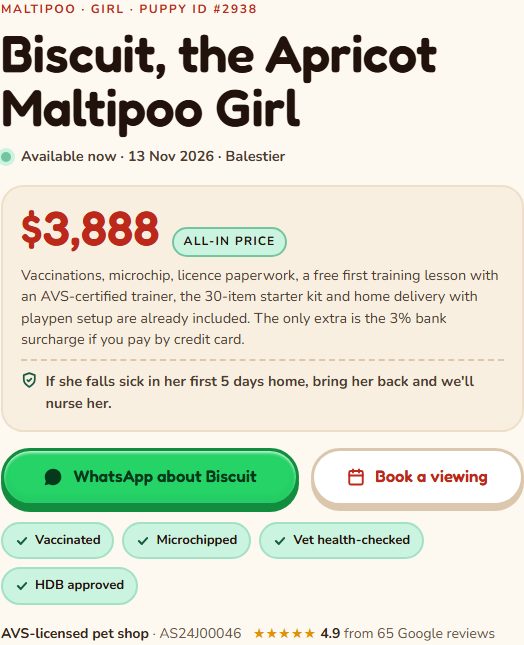 MALTIPOO · GIRL · PUPPY ID #2938
Biscuit, the Apricot
Maltipoo Girl
Available now · 13 Nov 2026 · Balestier
$3,888 ALL-IN PRICE
Vaccinations, microchip, licence paperwork, a free first training lesson with
an AVS-certified trainer, the 30-item starter kit and home delivery with
playpen setup are already included. The only extra is the 3% bank
surcharge if you pay by credit card.
If she falls sick in her first 5 days home, bring her back and we'll
nurse her.
WhatsApp about Biscuit Book a viewing
Vaccinated Microchipped Vet health-checked
HDB approved
AVS-licensed pet shop · AS24J00046 ★★★★★ 4.9 from 65 Google reviews